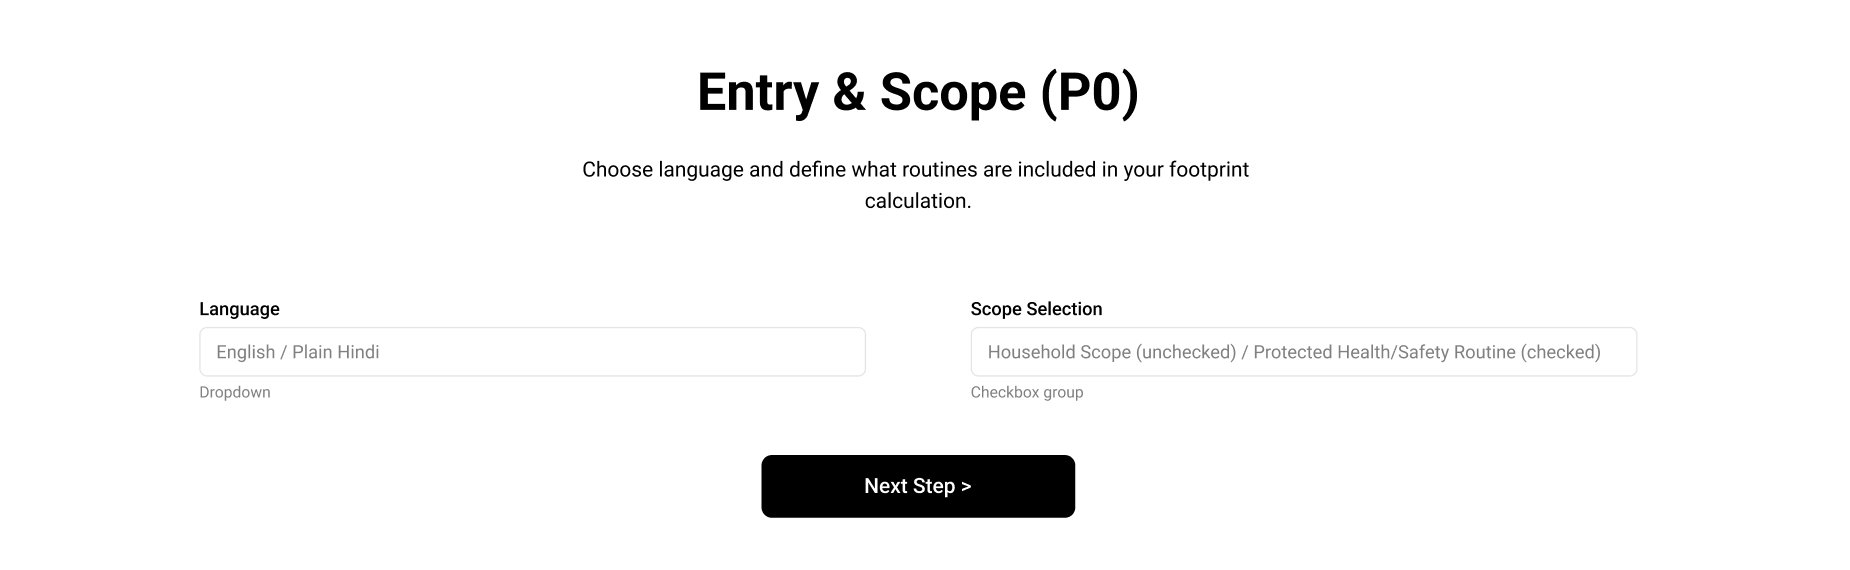 Entry & Scope (P0)
Choose language and define what routines are included in your footprint
calculation.
Language
English / Plain Hindi
Dropdown
Scope Selection
Household Scope (unchecked) / Protected Health/Safety Routine (checked)
Checkbox group
Next Step >